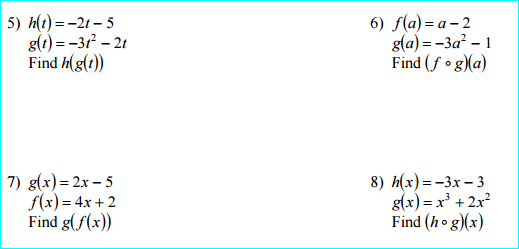 5) h(t) = −2t − 5
g(t) = −3t² − 2t
Find h(g(t))
6) f(a) = a − 2
g(a) = −3a² − 1
Find (f ∘ g)(a)
7) g(x) = 2x − 5
f(x) = 4x + 2
Find g(f(x))
8) h(x) = −3x − 3
g(x) = x³ + 2x²
Find (h ∘ g)(x)